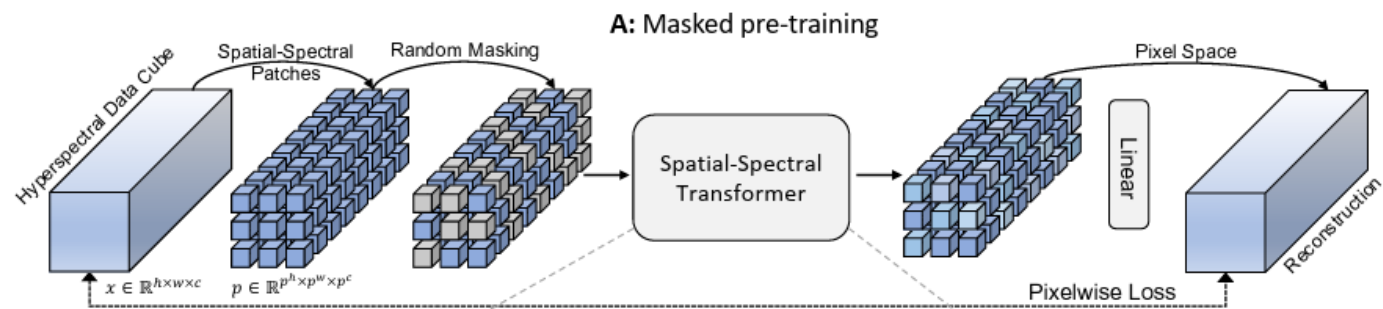 A: Masked pre-training
Hyperspectral Data Cube
Spatial-Spectral
Patches
Random Masking
Spatial-Spectral
Transformer
Pixel Space
Linear
Reconstruction
x ∈ ℝ^{h×w×c}
p ∈ ℝ^{p^h×p^w×p^c}
Pixelwise Loss